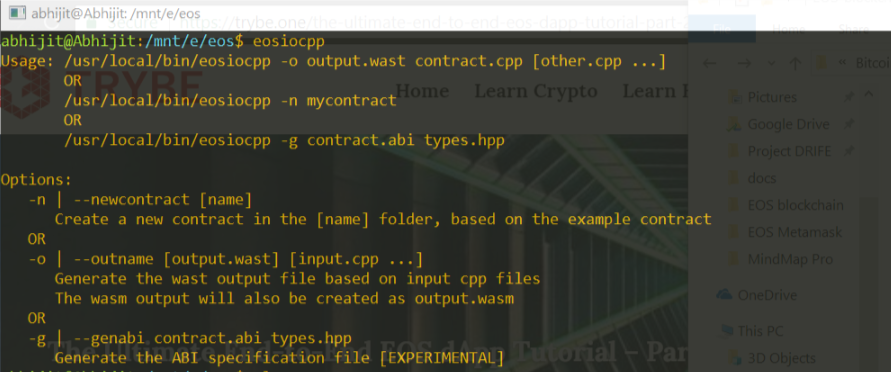 abhijit@Abhijit: /mnt/e/eos
Secure | https://trybe.one/the-ultimate-end-to-end-eos-dapp-tutorial-part-
abhijit@Abhijit:/mnt/e/eos$ eosiocpp
Usage: /usr/local/bin/eosiocpp -o output.wast contract.cpp [other.cpp ...]
OR
/usr/local/bin/eosiocpp -n mycontract
OR
/usr/local/bin/eosiocpp -g contract.abi types.hpp
Options:
-n | --newcontract [name]
Create a new contract in the [name] folder, based on the example contract
OR
-o | --outname [output.wast] [input.cpp ...]
Generate the wast output file based on input cpp files
The wasm output will also be created as output.wasm
OR
-g | --genabi contract.abi types.hpp
Generate the ABI specification file [EXPERIMENTAL]
TRYBE
Home
Learn Crypto
Learn
The Ultimate End-to-End EOS dApp Tutorial – Par
Bitcoi
Pictures
Google Drive
Project DRIFE
docs
EOS blockchain
EOS Metamask
MindMap Pro
OneDrive
This PC
3D Objects